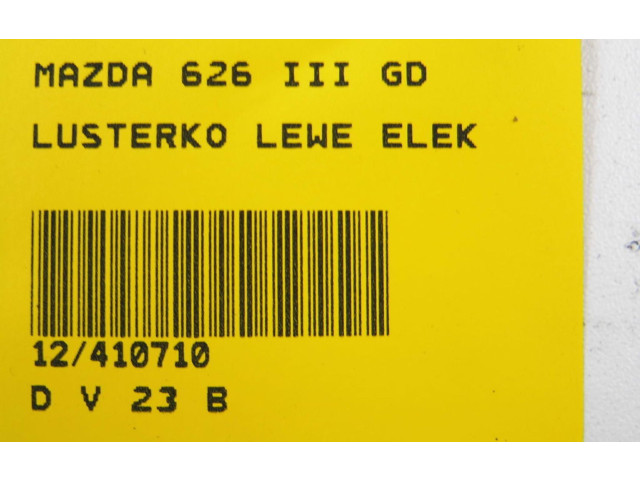 MAZDA 626 III GD
LUSTERKO LEWE ELEK
12/410710
D V 23 B